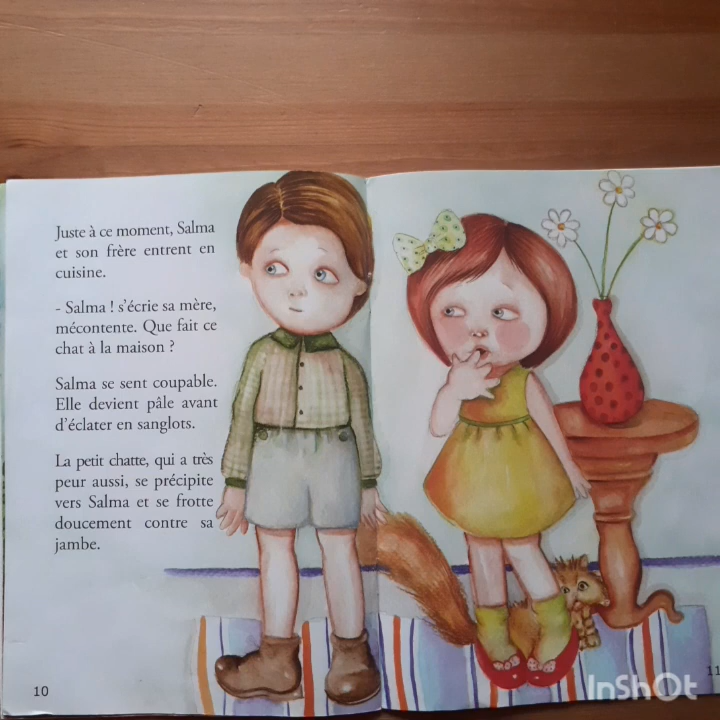 Juste à ce moment, Salma
et son frère entrent en
cuisine.
- Salma ! s'écrie sa mère,
mécontente. Que fait ce
chat à la maison ?
Salma se sent coupable.
Elle devient pâle avant
d'éclater en sanglots.
La petit chatte, qui a très
peur aussi, se précipite
vers Salma et se frotte
doucement contre sa
jambe.
10
11
InShOt